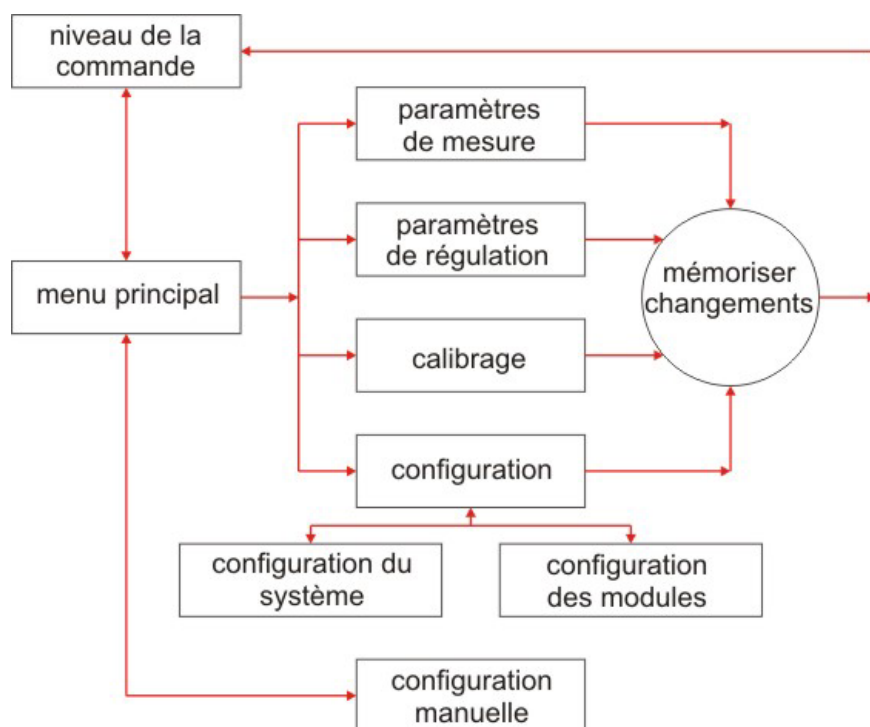 niveau de la
commande
paramètres
de mesure
paramètres
de régulation
menu principal
mémoriser
changements
calibrage
configuration
configuration du
système
configuration
des modules
configuration
manuelle